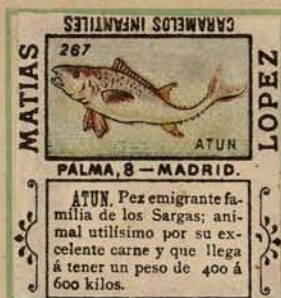 CARAMELOS INFANTILES
MATIAS
LOPEZ
267
ATUN
PALMA, 8 — MADRID.
ATUN. Pez emigrante fa-
milia de los Sargas; ani-
mal utilísimo por su ex-
celente carne y que llega
á tener un peso de 400 á
600 kilos.